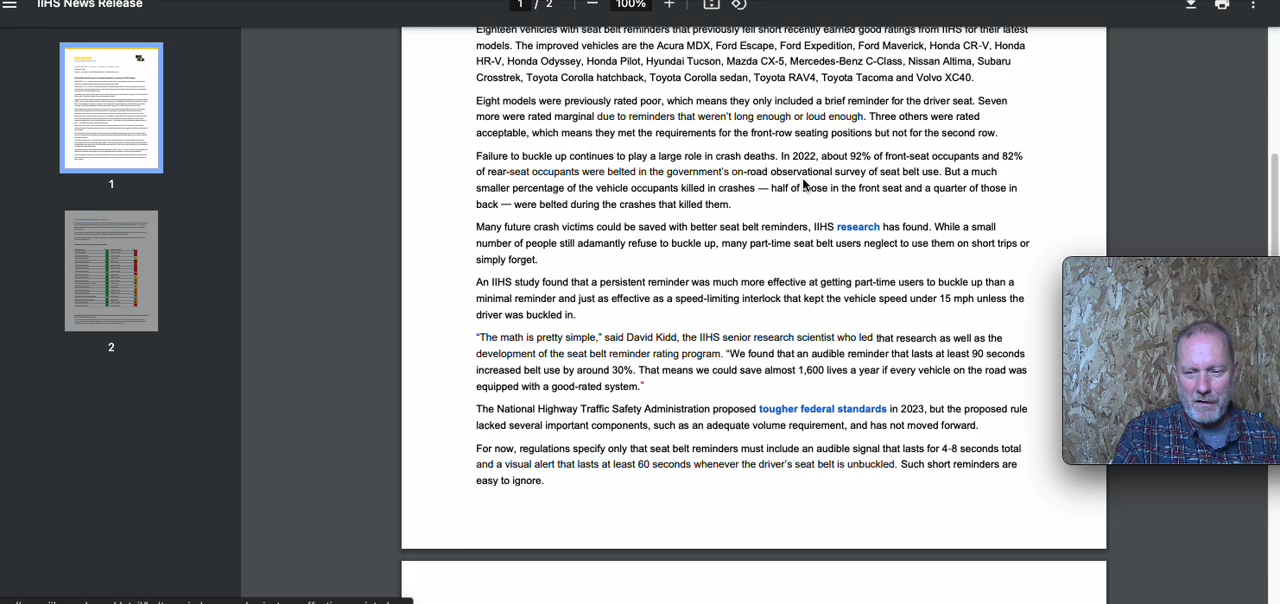 IIHS News Release
1 / 2
100%
Eighteen vehicles with seat belt reminders that previously fell short recently earned good ratings from IIHS for their latest
models. The improved vehicles are the Acura MDX, Ford Escape, Ford Expedition, Ford Maverick, Honda CR-V, Honda
HR-V, Honda Odyssey, Honda Pilot, Hyundai Tucson, Mazda CX-5, Mercedes-Benz C-Class, Nissan Altima, Subaru
Crosstrek, Toyota Corolla hatchback, Toyota Corolla sedan, Toyota RAV4, Toyota Tacoma and Volvo XC40.
Eight models were previously rated poor, which means they only included a belt reminder for the driver seat. Seven
more were rated marginal due to reminders that weren't long enough or loud enough. Three others were rated
acceptable, which means they met the requirements for the front-row seating positions but not for the second row.
Failure to buckle up continues to play a large role in crash deaths. In 2022, about 92% of front-seat occupants and 82%
of rear-seat occupants were belted in the government's on-road observational survey of seat belt use. But a much
smaller percentage of the vehicle occupants killed in crashes — half of those in the front seat and a quarter of those in
back — were belted during the crashes that killed them.
Many future crash victims could be saved with better seat belt reminders, IIHS research has found. While a small
number of people still adamantly refuse to buckle up, many part-time seat belt users neglect to use them on short trips or
simply forget.
An IIHS study found that a persistent reminder was much more effective at getting part-time users to buckle up than a
minimal reminder and just as effective as a speed-limiting interlock that kept the vehicle speed under 15 mph unless the
driver was buckled in.
“The math is pretty simple,” said David Kidd, the IIHS senior research scientist who led that research as well as the
development of the seat belt reminder rating program. “We found that an audible reminder that lasts at least 90 seconds
increased belt use by around 30%. That means we could save almost 1,600 lives a year if every vehicle on the road was
equipped with a good-rated system.”
The National Highway Traffic Safety Administration proposed tougher federal standards in 2023, but the proposed rule
lacked several important components, such as an adequate volume requirement, and has not moved forward.
For now, regulations specify only that seat belt reminders must include an audible signal that lasts for 4-8 seconds total
and a visual alert that lasts at least 60 seconds whenever the driver's seat belt is unbuckled. Such short reminders are
easy to ignore.
1
2